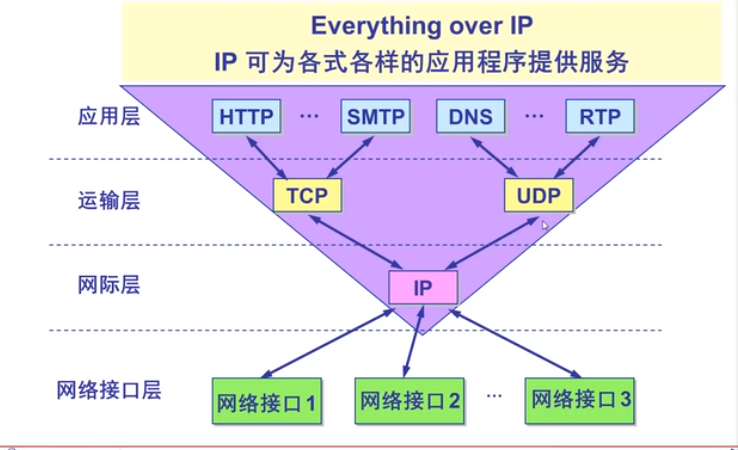 Everything over IP
IP 可为各式各样的应用程序提供服务
应用层 HTTP … SMTP DNS … RTP
运输层 TCP UDP
网际层 IP
网络接口层 网络接口1 网络接口2 … 网络接口3